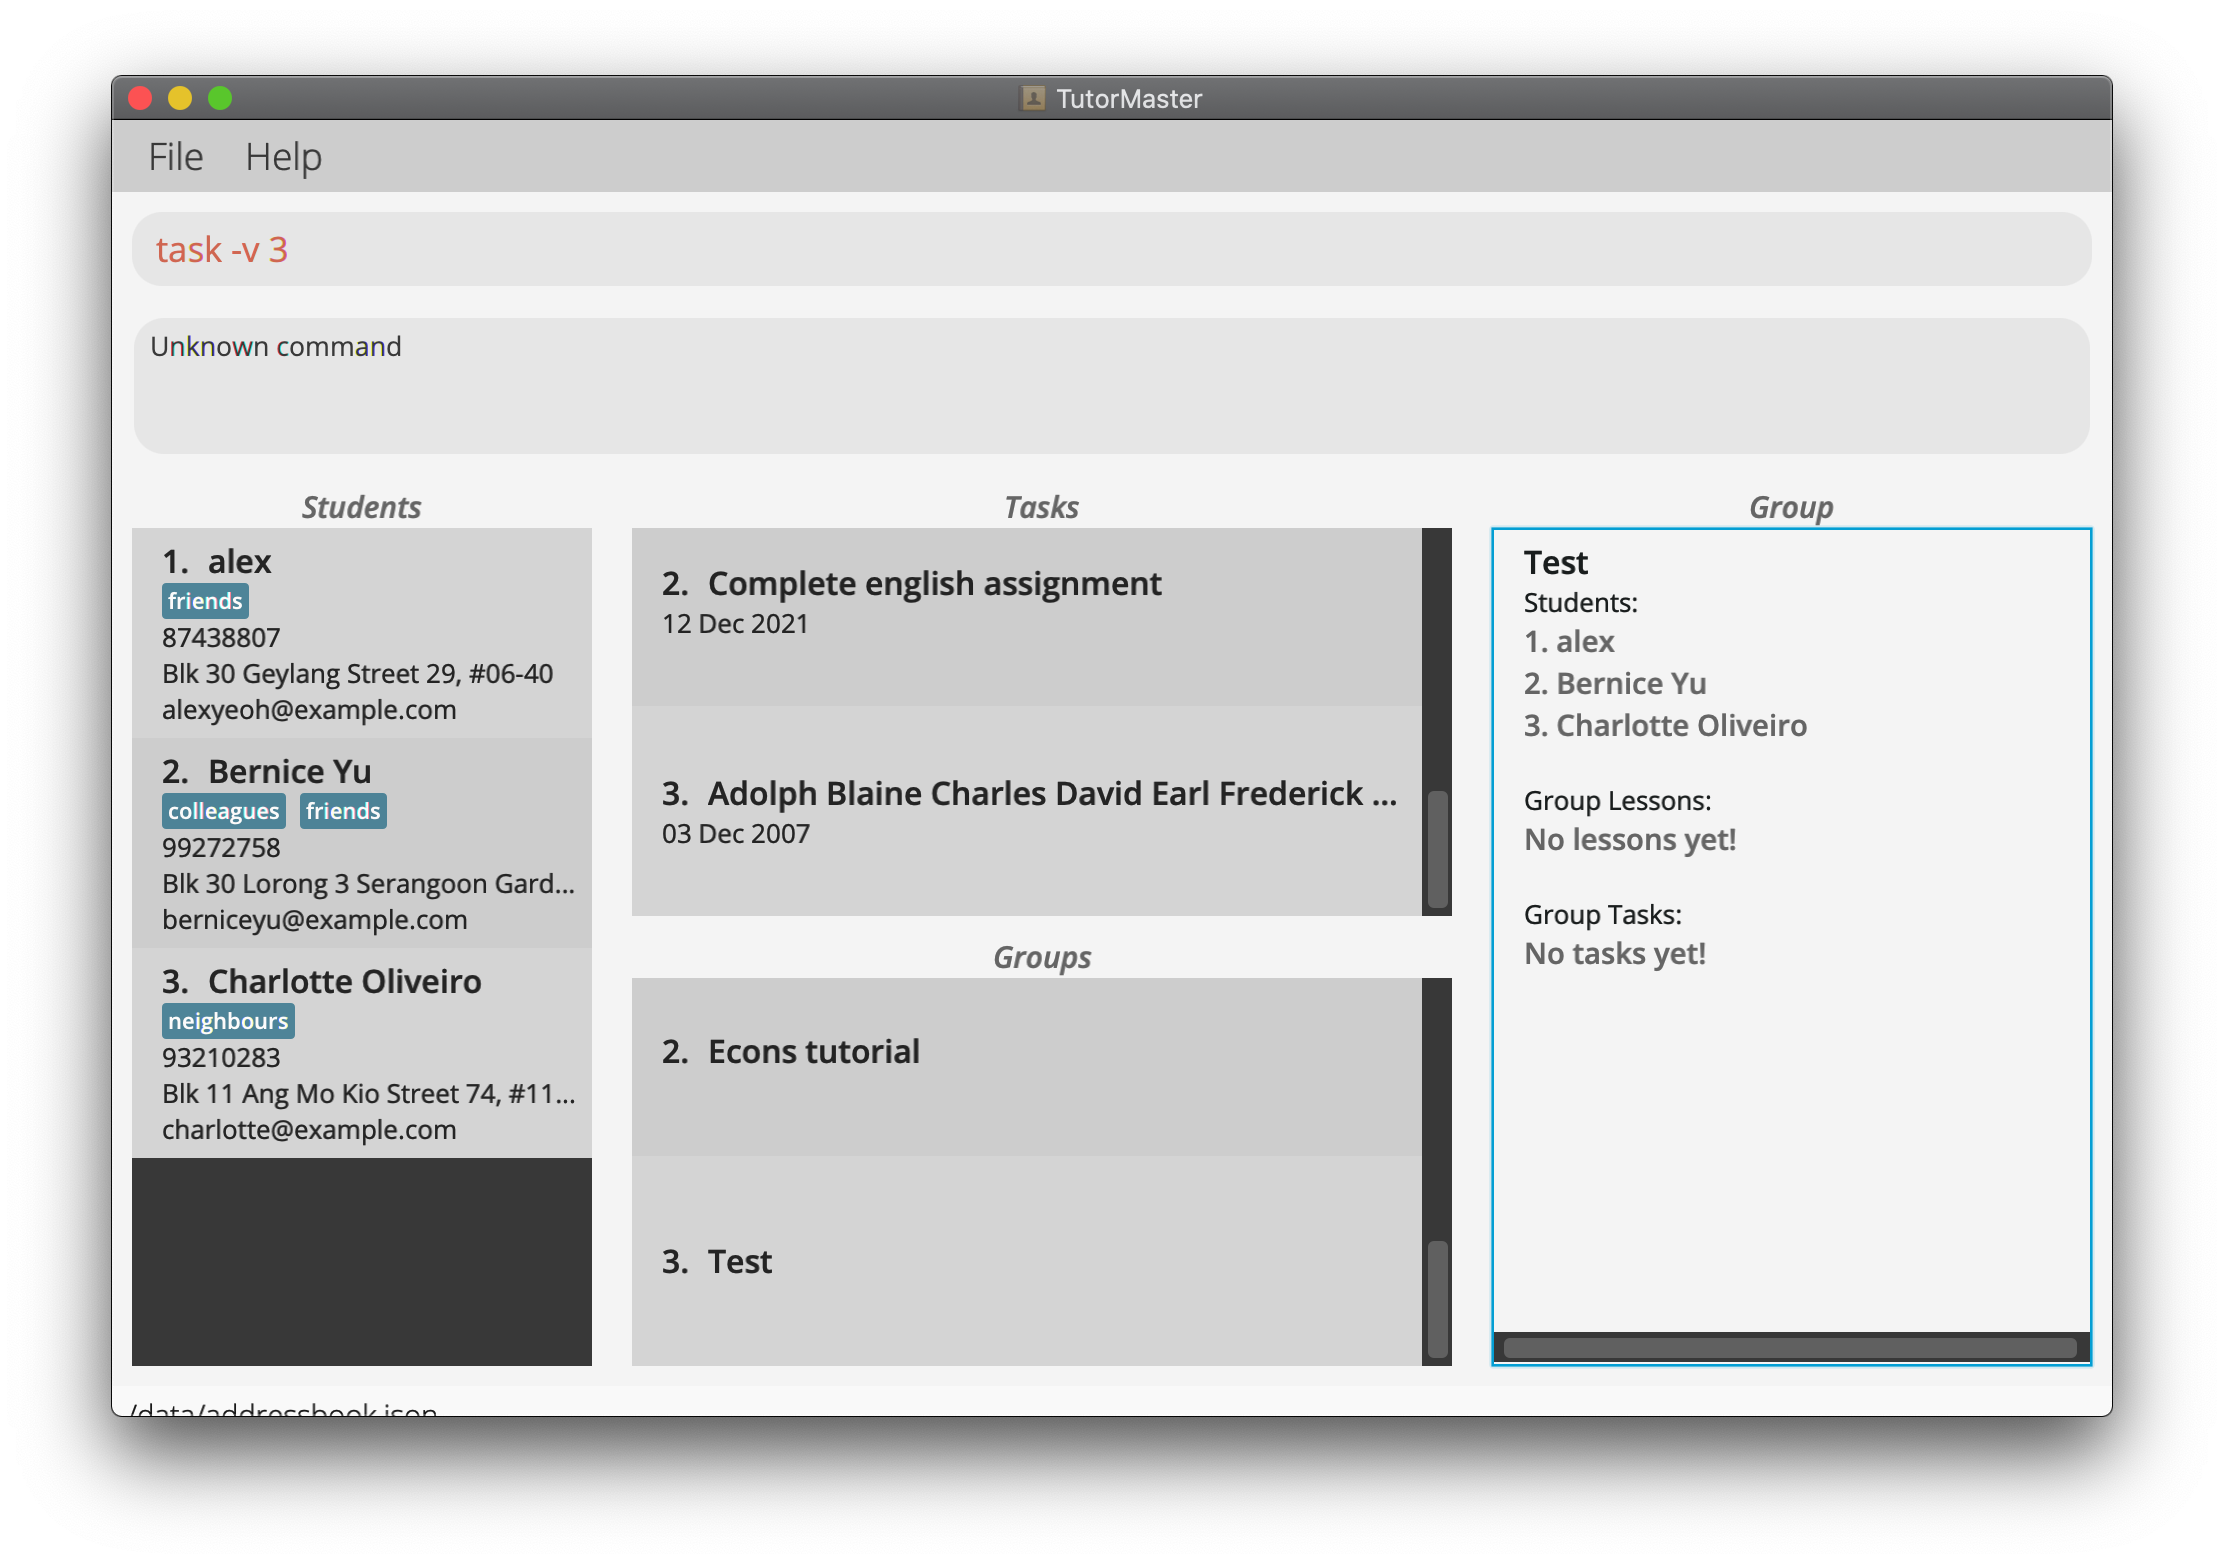 TutorMaster
File Help
task -v 3
Unknown command
Students
1. alex
friends
87438807
Blk 30 Geylang Street 29, #06-40
alexyeoh@example.com
2. Bernice Yu
colleagues friends
99272758
Blk 30 Lorong 3 Serangoon Gard...
berniceyu@example.com
3. Charlotte Oliveiro
neighbours
93210283
Blk 11 Ang Mo Kio Street 74, #11...
charlotte@example.com
Tasks
2. Complete english assignment
12 Dec 2021
3. Adolph Blaine Charles David Earl Frederick ...
03 Dec 2007
Groups
2. Econs tutorial
3. Test
Group
Test
Students:
1. alex
2. Bernice Yu
3. Charlotte Oliveiro
Group Lessons:
No lessons yet!
Group Tasks:
No tasks yet!
/data/addressbook.json